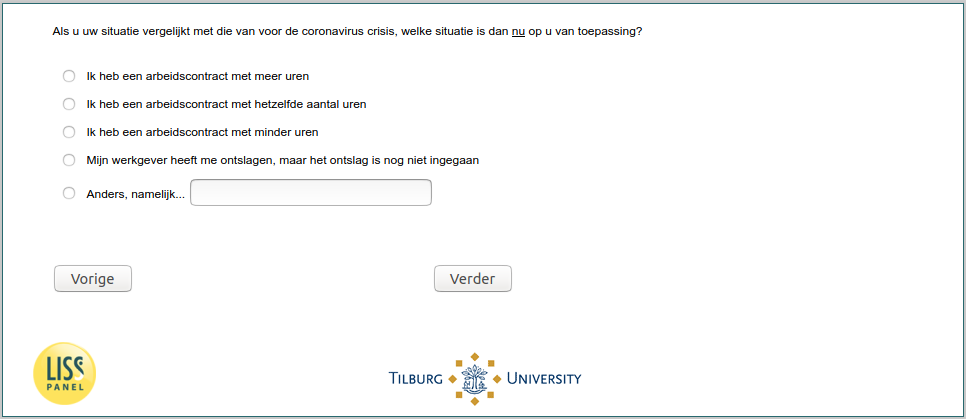 Als u uw situatie vergelijkt met die van voor de coronavirus crisis, welke situatie is dan nu op u van toepassing?
Ik heb een arbeidscontract met meer uren
Ik heb een arbeidscontract met hetzelfde aantal uren
Ik heb een arbeidscontract met minder uren
Mijn werkgever heeft me ontslagen, maar het ontslag is nog niet ingegaan
Anders, namelijk...
Vorige
Verder
LISS
PANEL
TILBURG UNIVERSITY